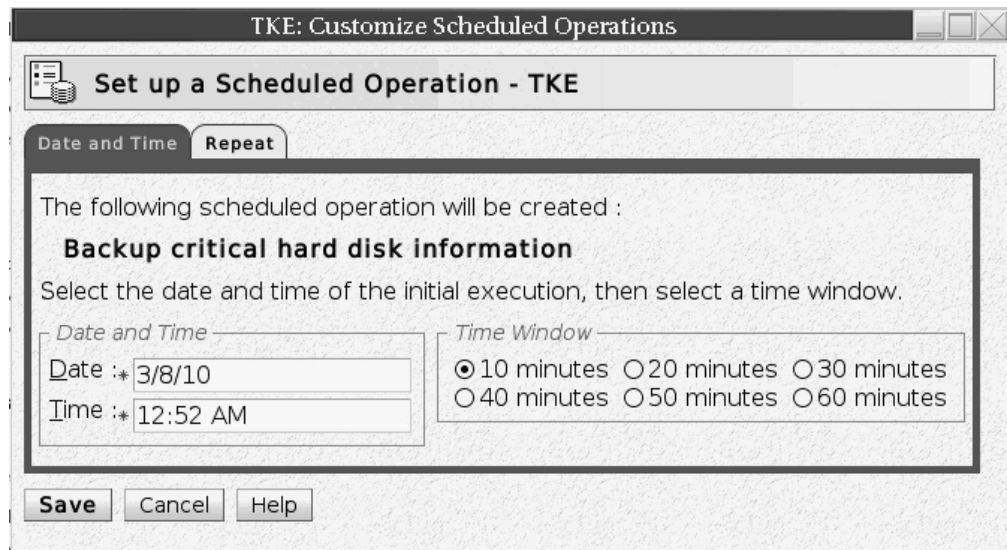 TKE: Customize Scheduled Operations
Set up a Scheduled Operation - TKE
Date and Time Repeat
The following scheduled operation will be created :
Backup critical hard disk information
Select the date and time of the initial execution, then select a time window.
Date and Time
Date :* 3/8/10
Time :* 12:52 AM
Time Window
10 minutes 20 minutes 30 minutes
40 minutes 50 minutes 60 minutes
Save Cancel Help